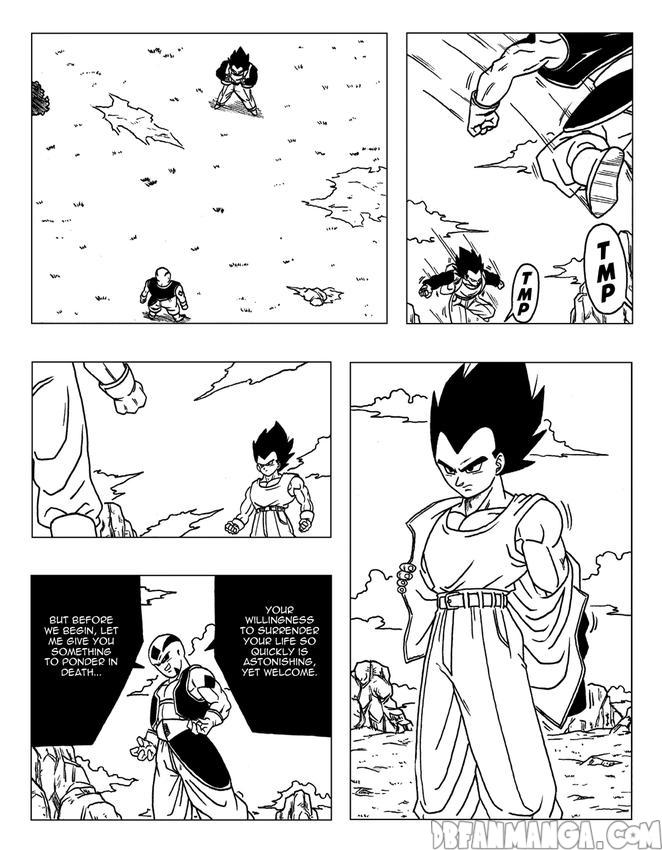 TMP
TMP
YOUR
WILLINGNESS
TO SURRENDER
YOUR LIFE SO
QUICKLY IS
ASTONISHING,
YET WELCOME.
BUT BEFORE
WE BEGIN, LET
ME GIVE YOU
SOMETHING
TO PONDER IN
DEATH...
DBFANMANGA.COM